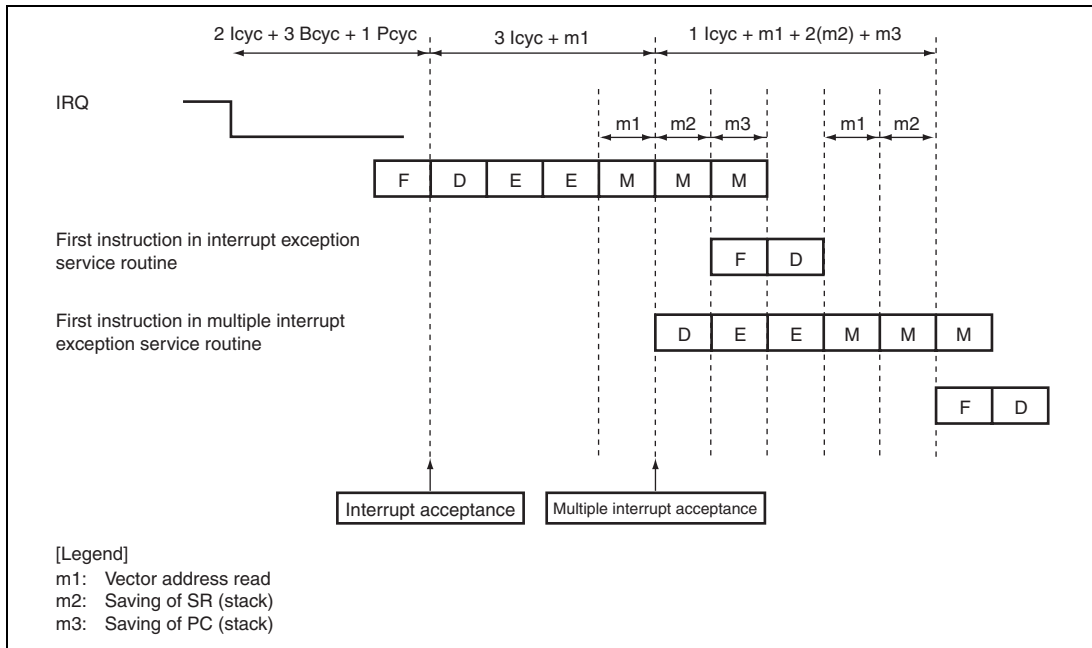 2 Icyc + 3 Bcyc + 1 Pcyc 3 Icyc + m1 1 Icyc + m1 + 2(m2) + m3
IRQ
m1 m2 m3 m1 m2
F D E E M M M
First instruction in interrupt exception
service routine
F D
First instruction in multiple interrupt
exception service routine
D E E M M M
F D
Interrupt acceptance Multiple interrupt acceptance
[Legend]
m1: Vector address read
m2: Saving of SR (stack)
m3: Saving of PC (stack)